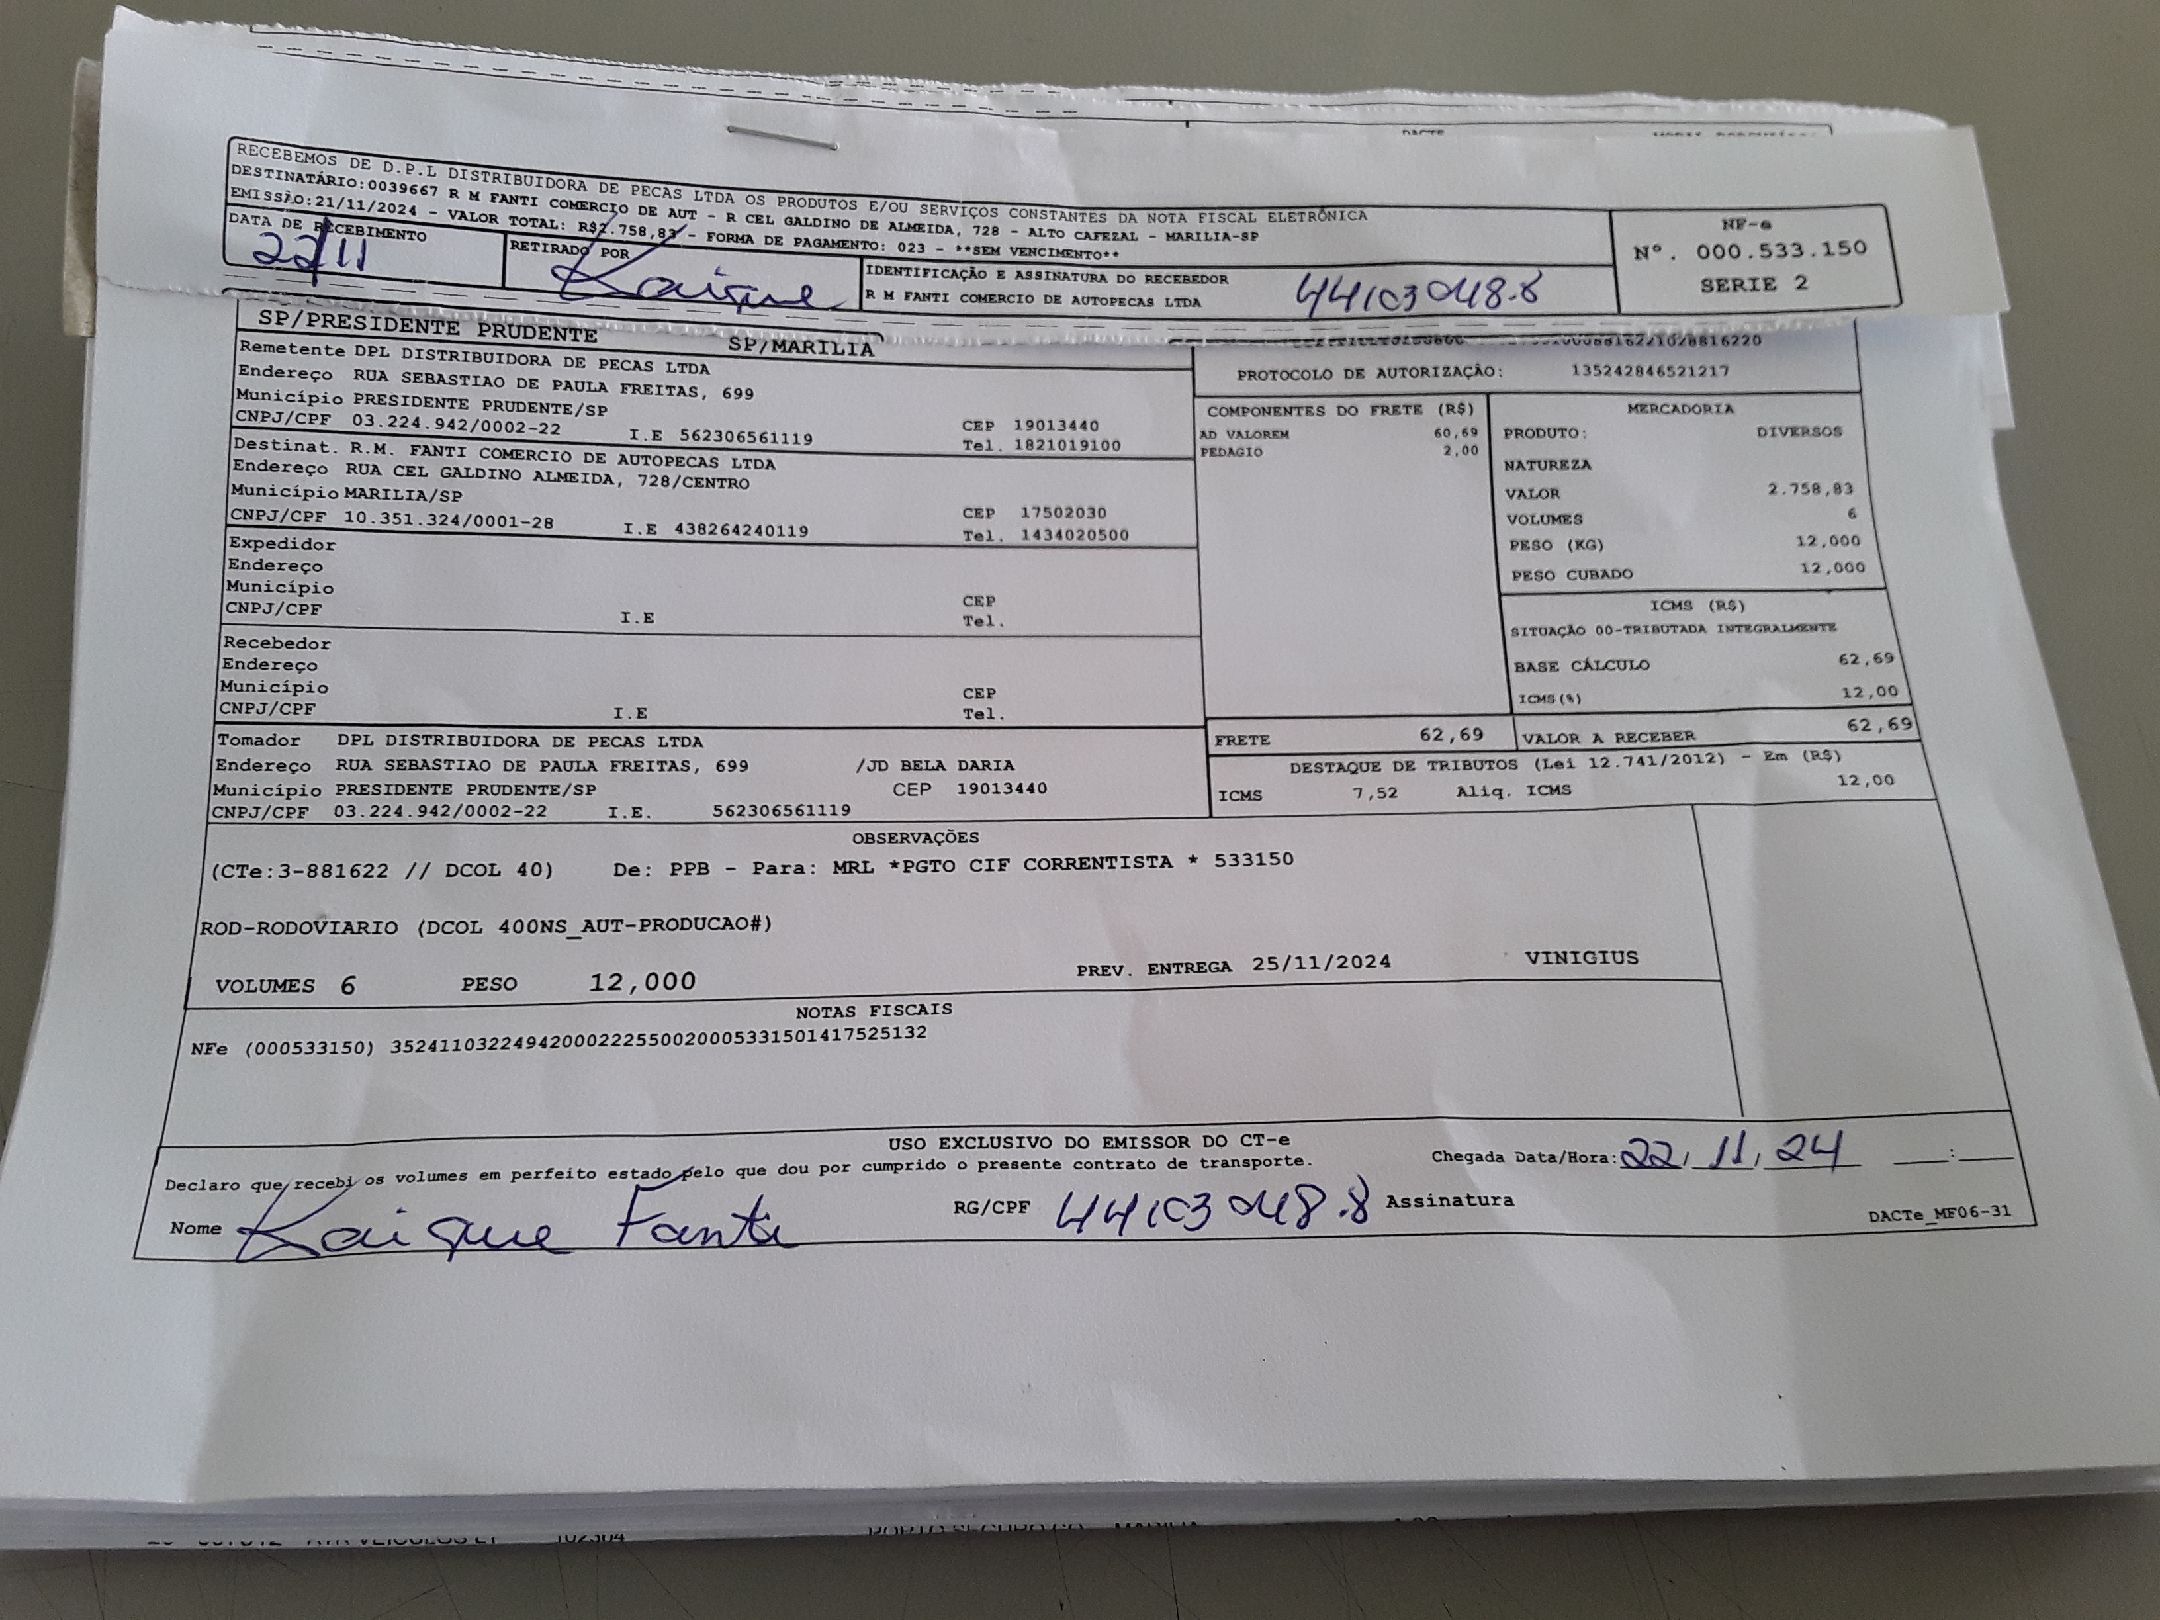 RECEBEMOS DE D.P.L DISTRIBUIDORA DE PECAS LTDA OS PRODUTOS E/OU SERVIÇOS CONSTANTES DA NOTA FISCAL ELETRÔNICA
DESTINATÁRIO:0039667 R M FANTI COMERCIO DE AUT - R CEL GALDINO DE ALMEIDA, 728 - ALTO CAFEZAL - MARILIA-SP
EMISSÃO:21/11/2024 - VALOR TOTAL: R$2.758,83 - FORMA DE PAGAMENTO: 023 - **SEM VENCIMENTO**
NF-e
Nº. 000.533.150
SERIE 2
DATA DE RECEBIMENTO
22/11
RETIRADO POR
Kaique
IDENTIFICAÇÃO E ASSINATURA DO RECEBEDOR
R M FANTI COMERCIO DE AUTOPECAS LTDA
44103048.8
SP/PRESIDENTE PRUDENTE SP/MARILIA
PROTOCOLO DE AUTORIZAÇÃO: 135242846521217
Remetente DPL DISTRIBUIDORA DE PECAS LTDA
Endereço RUA SEBASTIAO DE PAULA FREITAS, 699
Município PRESIDENTE PRUDENTE/SP CEP 19013440
CNPJ/CPF 03.224.942/0002-22 I.E 562306561119 Tel. 1821019100
Destinat. R.M. FANTI COMERCIO DE AUTOPECAS LTDA
Endereço RUA CEL GALDINO ALMEIDA, 728/CENTRO
Município MARILIA/SP CEP 17502030
CNPJ/CPF 10.351.324/0001-28 I.E 438264240119 Tel. 1434020500
Expedidor
Endereço
Município CEP
CNPJ/CPF I.E Tel.
Recebedor
Endereço
Município CEP
CNPJ/CPF I.E Tel.
Tomador DPL DISTRIBUIDORA DE PECAS LTDA
Endereço RUA SEBASTIAO DE PAULA FREITAS, 699 /JD BELA DARIA
Município PRESIDENTE PRUDENTE/SP CEP 19013440
CNPJ/CPF 03.224.942/0002-22 I.E. 562306561119
COMPONENTES DO FRETE (R$)
AD VALOREM 60,69
PEDAGIO 2,00
MERCADORIA
PRODUTO: DIVERSOS
NATUREZA
VALOR 2.758,83
VOLUMES 6
PESO (KG) 12,000
PESO CUBADO 12,000
ICMS (R$)
SITUAÇÃO 00-TRIBUTADA INTEGRALMENTE
BASE CÁLCULO 62,69
ICMS(%) 12,00
FRETE 62,69 VALOR A RECEBER 62,69
DESTAQUE DE TRIBUTOS (Lei 12.741/2012) - Em (R$)
ICMS 7,52 Aliq. ICMS 12,00
OBSERVAÇÕES
(CTe:3-881622 // DCOL 40) De: PPB - Para: MRL *PGTO CIF CORRENTISTA * 533150
ROD-RODOVIARIO (DCOL 400NS_AUT-PRODUCAO#)
VOLUMES 6 PESO 12,000 PREV. ENTREGA 25/11/2024 VINIGIUS
NOTAS FISCAIS
NFe (000533150) 35241103224942000222550020005331501417525132
USO EXCLUSIVO DO EMISSOR DO CT-e
Declaro que recebi os volumes em perfeito estado pelo que dou por cumprido o presente contrato de transporte.
Chegada Data/Hora: 22/11/24 __:__
Nome Kaique Fanti RG/CPF 44103048.8 Assinatura
DACTe_MF06-31